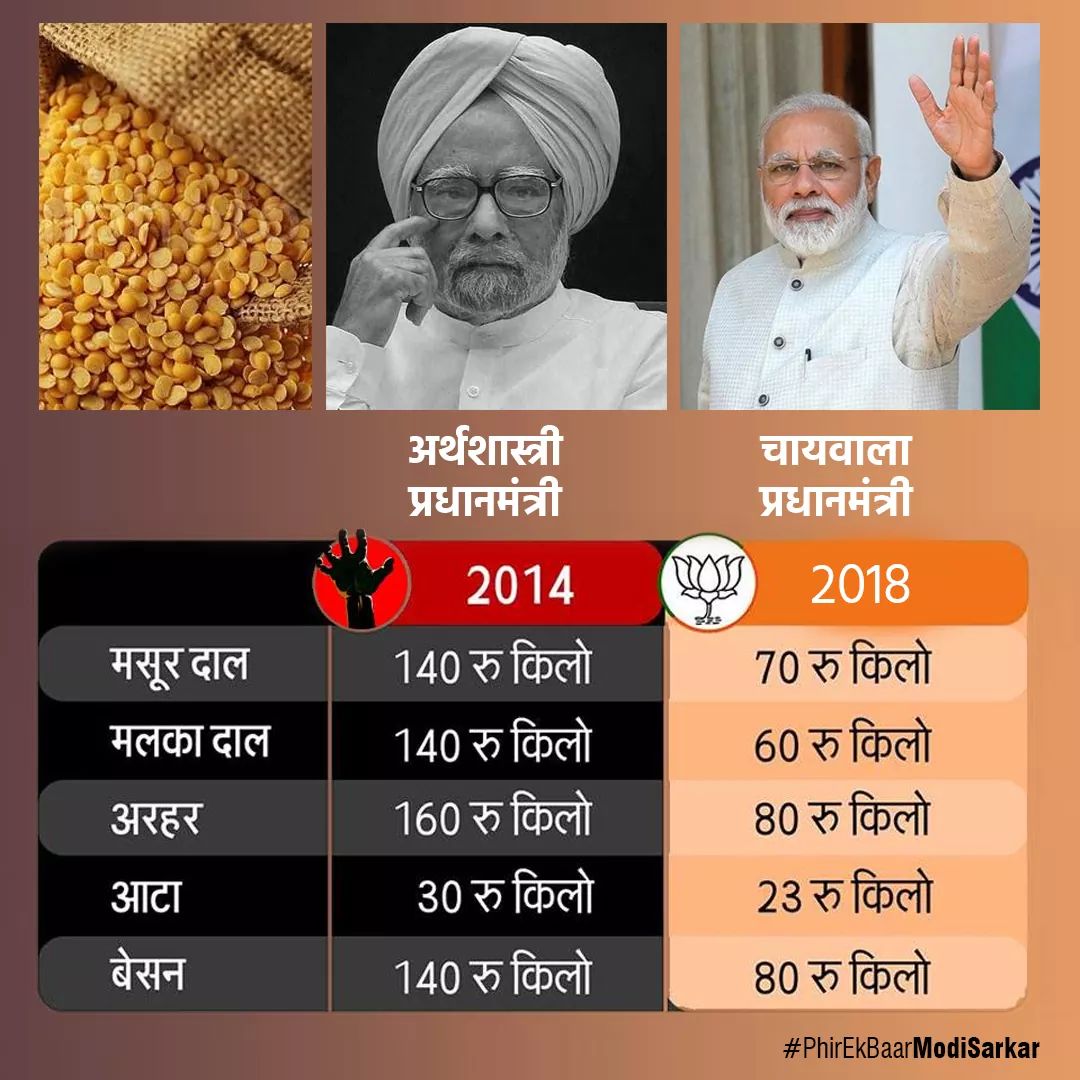 अर्थशास्त्री
प्रधानमंत्री
चायवाला
प्रधानमंत्री
2014 2018
मसूर दाल 140 रु किलो 70 रु किलो
मलका दाल 140 रु किलो 60 रु किलो
अरहर 160 रु किलो 80 रु किलो
आटा 30 रु किलो 23 रु किलो
बेसन 140 रु किलो 80 रु किलो
#PhirEkBaarModiSarkar